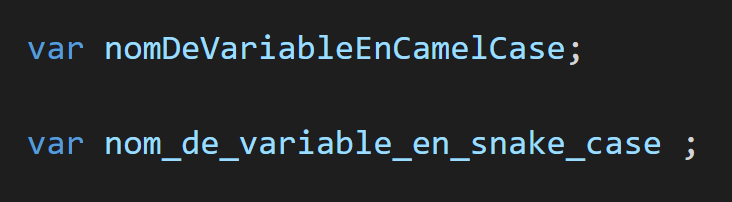 var nomDeVariableEnCamelCase;
var nom_de_variable_en_snake_case ;